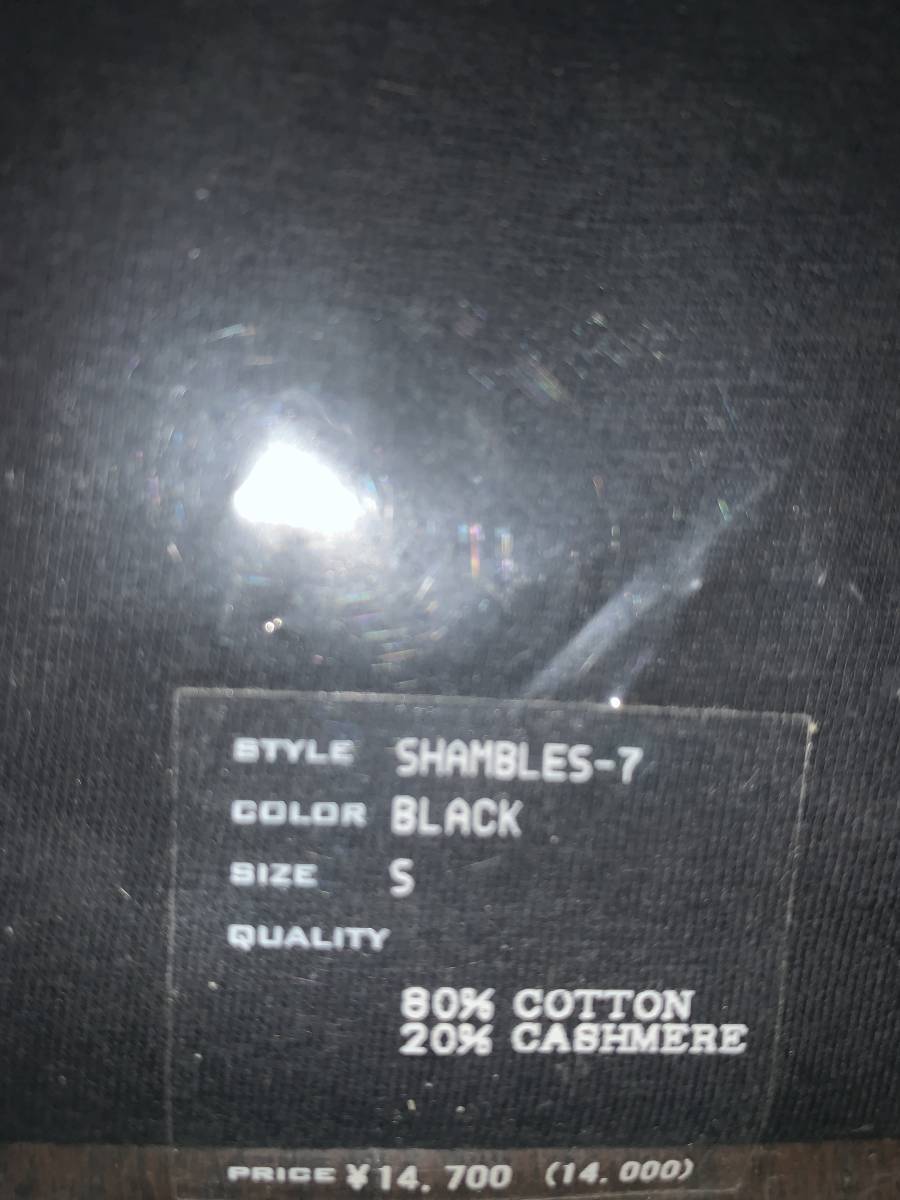 STYLE SHAMBLES-7
COLOR BLACK
SIZE S
QUALITY
80% COTTON
20% CASHMERE
PRICE ¥14,700 (14,000)